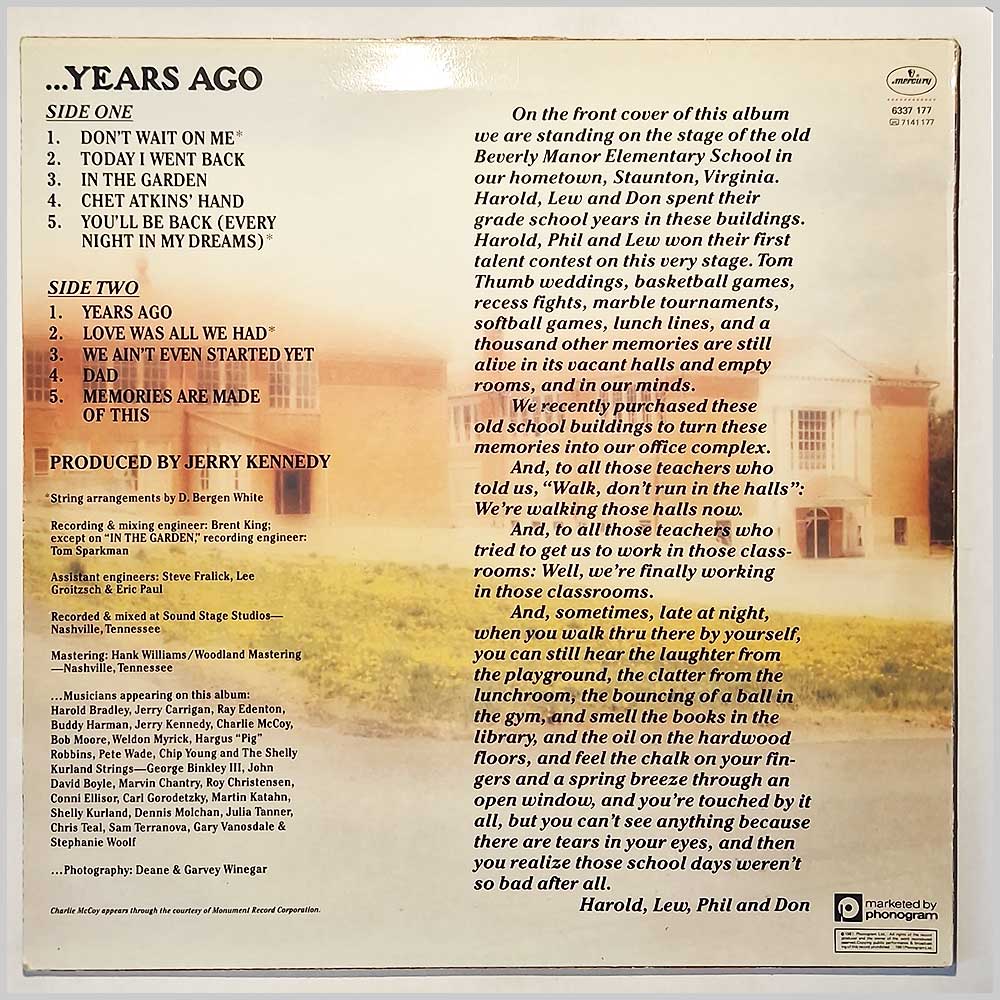 ...YEARS AGO
SIDE ONE
1. DON'T WAIT ON ME*
2. TODAY I WENT BACK
3. IN THE GARDEN
4. CHET ATKINS' HAND
5. YOU'LL BE BACK (EVERY
NIGHT IN MY DREAMS)*
SIDE TWO
1. YEARS AGO
2. LOVE WAS ALL WE HAD*
3. WE AIN'T EVEN STARTED YET
4. DAD
5. MEMORIES ARE MADE
OF THIS
PRODUCED BY JERRY KENNEDY
*String arrangements by D. Bergen White
Recording & mixing engineer: Brent King;
except on "IN THE GARDEN," recording engineer:
Tom Sparkman
Assistant engineers: Steve Fralick, Lee
Groitzsch & Eric Paul
Recorded & mixed at Sound Stage Studios—
Nashville, Tennessee
Mastering: Hank Williams/Woodland Mastering
—Nashville, Tennessee
...Musicians appearing on this album:
Harold Bradley, Jerry Carrigan, Ray Edenton,
Buddy Harman, Jerry Kennedy, Charlie McCoy,
Bob Moore, Weldon Myrick, Hargus "Pig"
Robbins, Pete Wade, Chip Young and The Shelly
Kurland Strings—George Binkley III, John
David Boyle, Marvin Chantry, Roy Christensen,
Conni Ellisor, Carl Gorodetzky, Martin Katahn,
Shelly Kurland, Dennis Molchan, Julia Tanner,
Chris Teal, Sam Terranova, Gary Vanosdale &
Stephanie Woolf
...Photography: Deane & Garvey Winegar
Charlie McCoy appears through the courtesy of Monument Record Corporation.
On the front cover of this album
we are standing on the stage of the old
Beverly Manor Elementary School in
our hometown, Staunton, Virginia.
Harold, Lew and Don spent their
grade school years in these buildings.
Harold, Phil and Lew won their first
talent contest on this very stage. Tom
Thumb weddings, basketball games,
recess fights, marble tournaments,
softball games, lunch lines, and a
thousand other memories are still
alive in its vacant halls and empty
rooms, and in our minds.
We recently purchased these
old school buildings to turn these
memories into our office complex.
And, to all those teachers who
told us, "Walk, don't run in the halls":
We're walking those halls now.
And, to all those teachers who
tried to get us to work in those class-
rooms: Well, we're finally working
in those classrooms.
And, sometimes, late at night,
when you walk thru there by yourself,
you can still hear the laughter from
the playground, the clatter from the
lunchroom, the bouncing of a ball in
the gym, and smell the books in the
library, and the oil on the hardwood
floors, and feel the chalk on your fin-
gers and a spring breeze through an
open window, and you're touched by it
all, but you can't see anything because
there are tears in your eyes, and then
you realize those school days weren't
so bad after all.
Harold, Lew, Phil and Don
mercury
6337 177
7141 177
marketed by
phonogram